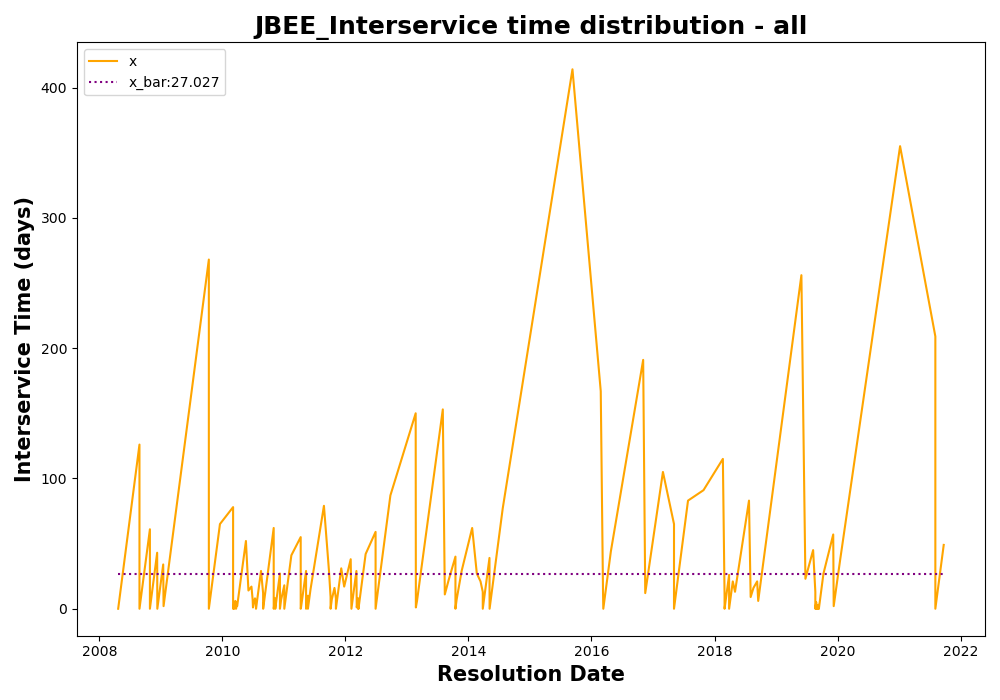 JBEE_Interservice time distribution - all
x
x_bar:27.027
Interservice Time (days)
400
300
200
100
0
2008 2010 2012 2014 2016 2018 2020 2022
Resolution Date